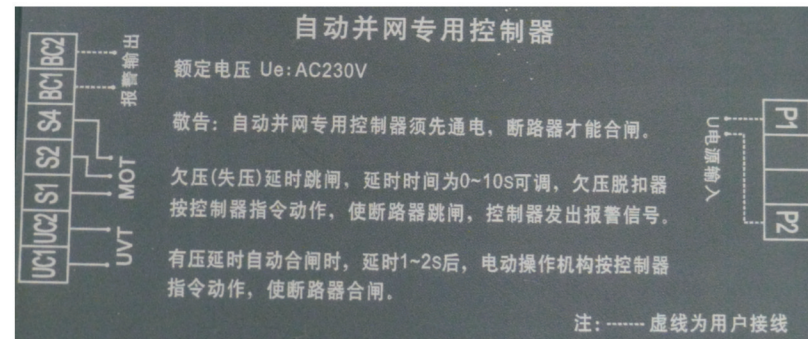 自动并网专用控制器
额定电压 Ue:AC230V
敬告：自动并网专用控制器须先通电，断路器才能合闸。
欠压(失压)延时跳闸，延时时间为0~10S可调，欠压脱扣器
按控制器指令动作，使断路器跳闸，控制器发出报警信号。
有压延时自动合闸时，延时1~2S后，电动操作机构按控制器
指令动作，使断路器合闸。
注：------- 虚线为用户接线
BC2
BC1
S4
S2
S1
UC2
UC1
报警输出
MOT
UVT
U电源输入
P1
P2